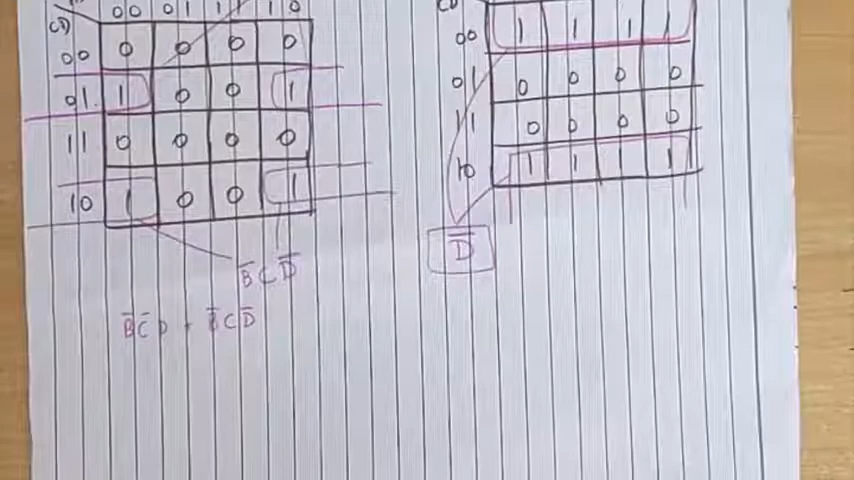 00 01 11 10
CD
00 0 0 0 0
01 1 0 0 1
11 0 0 0 0
10 1 0 0 1
B̅CD̅
B̅C̅D + B̅CD̅
CD
00 1 1 1 1
01 0 0 0 0
11 0 0 0 0
10 1 1 1 1
D̅